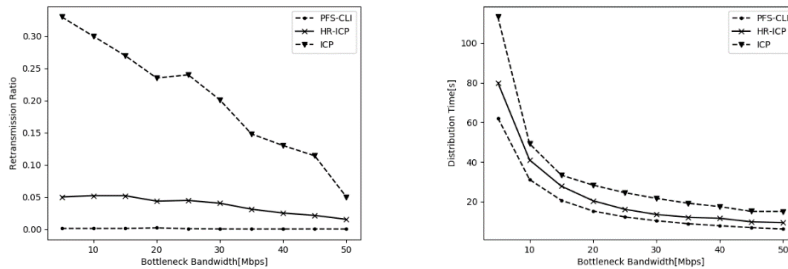 PFS-CLI
HR-ICP
ICP
0.30
0.25
0.20
0.15
0.10
0.05
0.00
Retransmission Ratio
10 20 30 40 50
Bottleneck Bandwidth[Mbps]
PFS-CLI
HR-ICP
ICP
100
80
60
40
20
Distribution Time[s]
10 20 30 40 50
Bottleneck Bandwidth[Mbps]